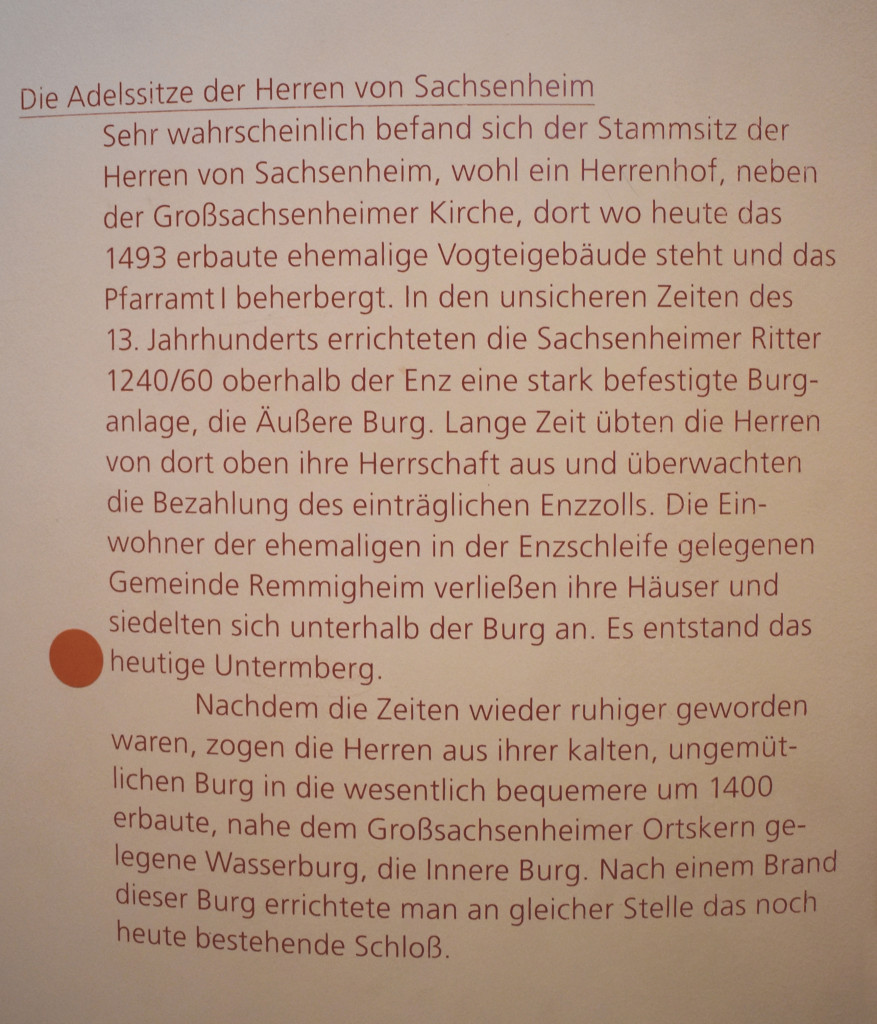 Die Adelssitze der Herren von Sachsenheim
Sehr wahrscheinlich befand sich der Stammsitz der
Herren von Sachsenheim, wohl ein Herrenhof, neben
der Großsachsenheimer Kirche, dort wo heute das
1493 erbaute ehemalige Vogteigebäude steht und das
Pfarramt I beherbergt. In den unsicheren Zeiten des
13. Jahrhunderts errichteten die Sachsenheimer Ritter
1240/60 oberhalb der Enz eine stark befestigte Burg-
anlage, die Äußere Burg. Lange Zeit übten die Herren
von dort oben ihre Herrschaft aus und überwachten
die Bezahlung des einträglichen Enzzolls. Die Ein-
wohner der ehemaligen in der Enzschleife gelegenen
Gemeinde Remmigheim verließen ihre Häuser und
siedelten sich unterhalb der Burg an. Es entstand das
heutige Untermberg.
Nachdem die Zeiten wieder ruhiger geworden
waren, zogen die Herren aus ihrer kalten, ungemüt-
lichen Burg in die wesentlich bequemere um 1400
erbaute, nahe dem Großsachsenheimer Ortskern ge-
legene Wasserburg, die Innere Burg. Nach einem Brand
dieser Burg errichtete man an gleicher Stelle das noch
heute bestehende Schloß.